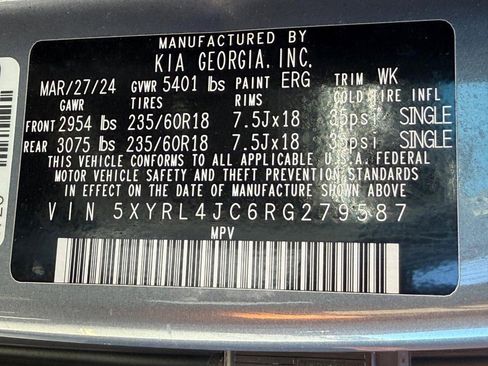 MANUFACTURED BY
KIA GEORGIA, INC.
MAR/27/24 GVWR 5401 lbs PAINT ERG TRIM WK
GAWR TIRES RIMS COLD TIRE INFL
FRONT 2954 lbs 235/60R18 7.5Jx18 35psi SINGLE
REAR 3075 lbs 235/60R18 7.5Jx18 35psi SINGLE
THIS VEHICLE CONFORMS TO ALL APPLICABLE U.S.A. FEDERAL
MOTOR VEHICLE SAFETY AND THEFT PREVENTION STANDARDS
IN EFFECT ON THE DATE OF MANUFACTURE SHOWN ABOVE.
VIN 5XYRL4JC6RG279587
MPV